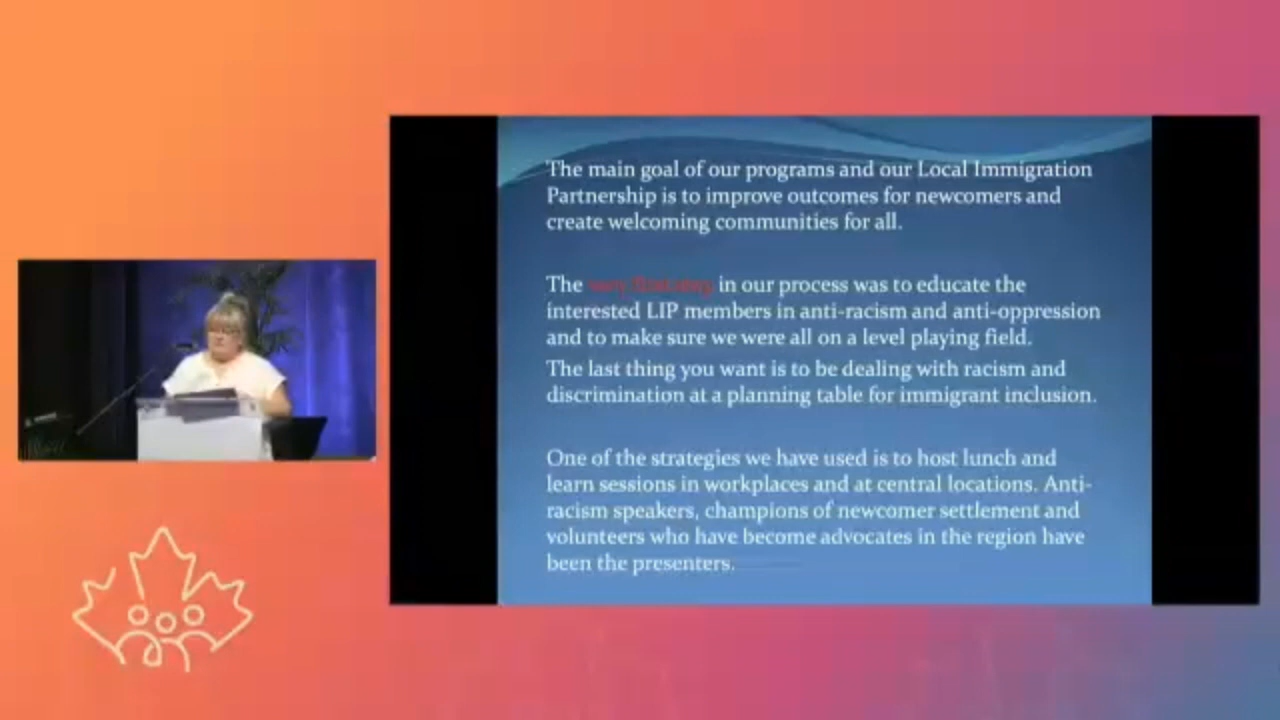 The main goal of our programs and our Local Immigration
Partnership is to improve outcomes for newcomers and
create welcoming communities for all.
The very first step in our process was to educate the
interested LIP members in anti-racism and anti-oppression
and to make sure we were all on a level playing field.
The last thing you want is to be dealing with racism and
discrimination at a planning table for immigrant inclusion.
One of the strategies we have used is to host lunch and
learn sessions in workplaces and at central locations. Anti-
racism speakers, champions of newcomer settlement and
volunteers who have become advocates in the region have
been the presenters.